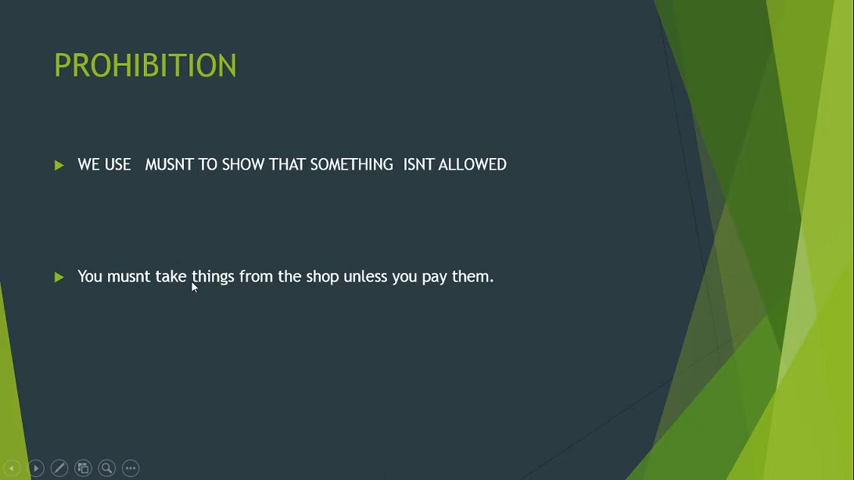 PROHIBITION
WE USE MUSNT TO SHOW THAT SOMETHING ISNT ALLOWED
You musnt take things from the shop unless you pay them.